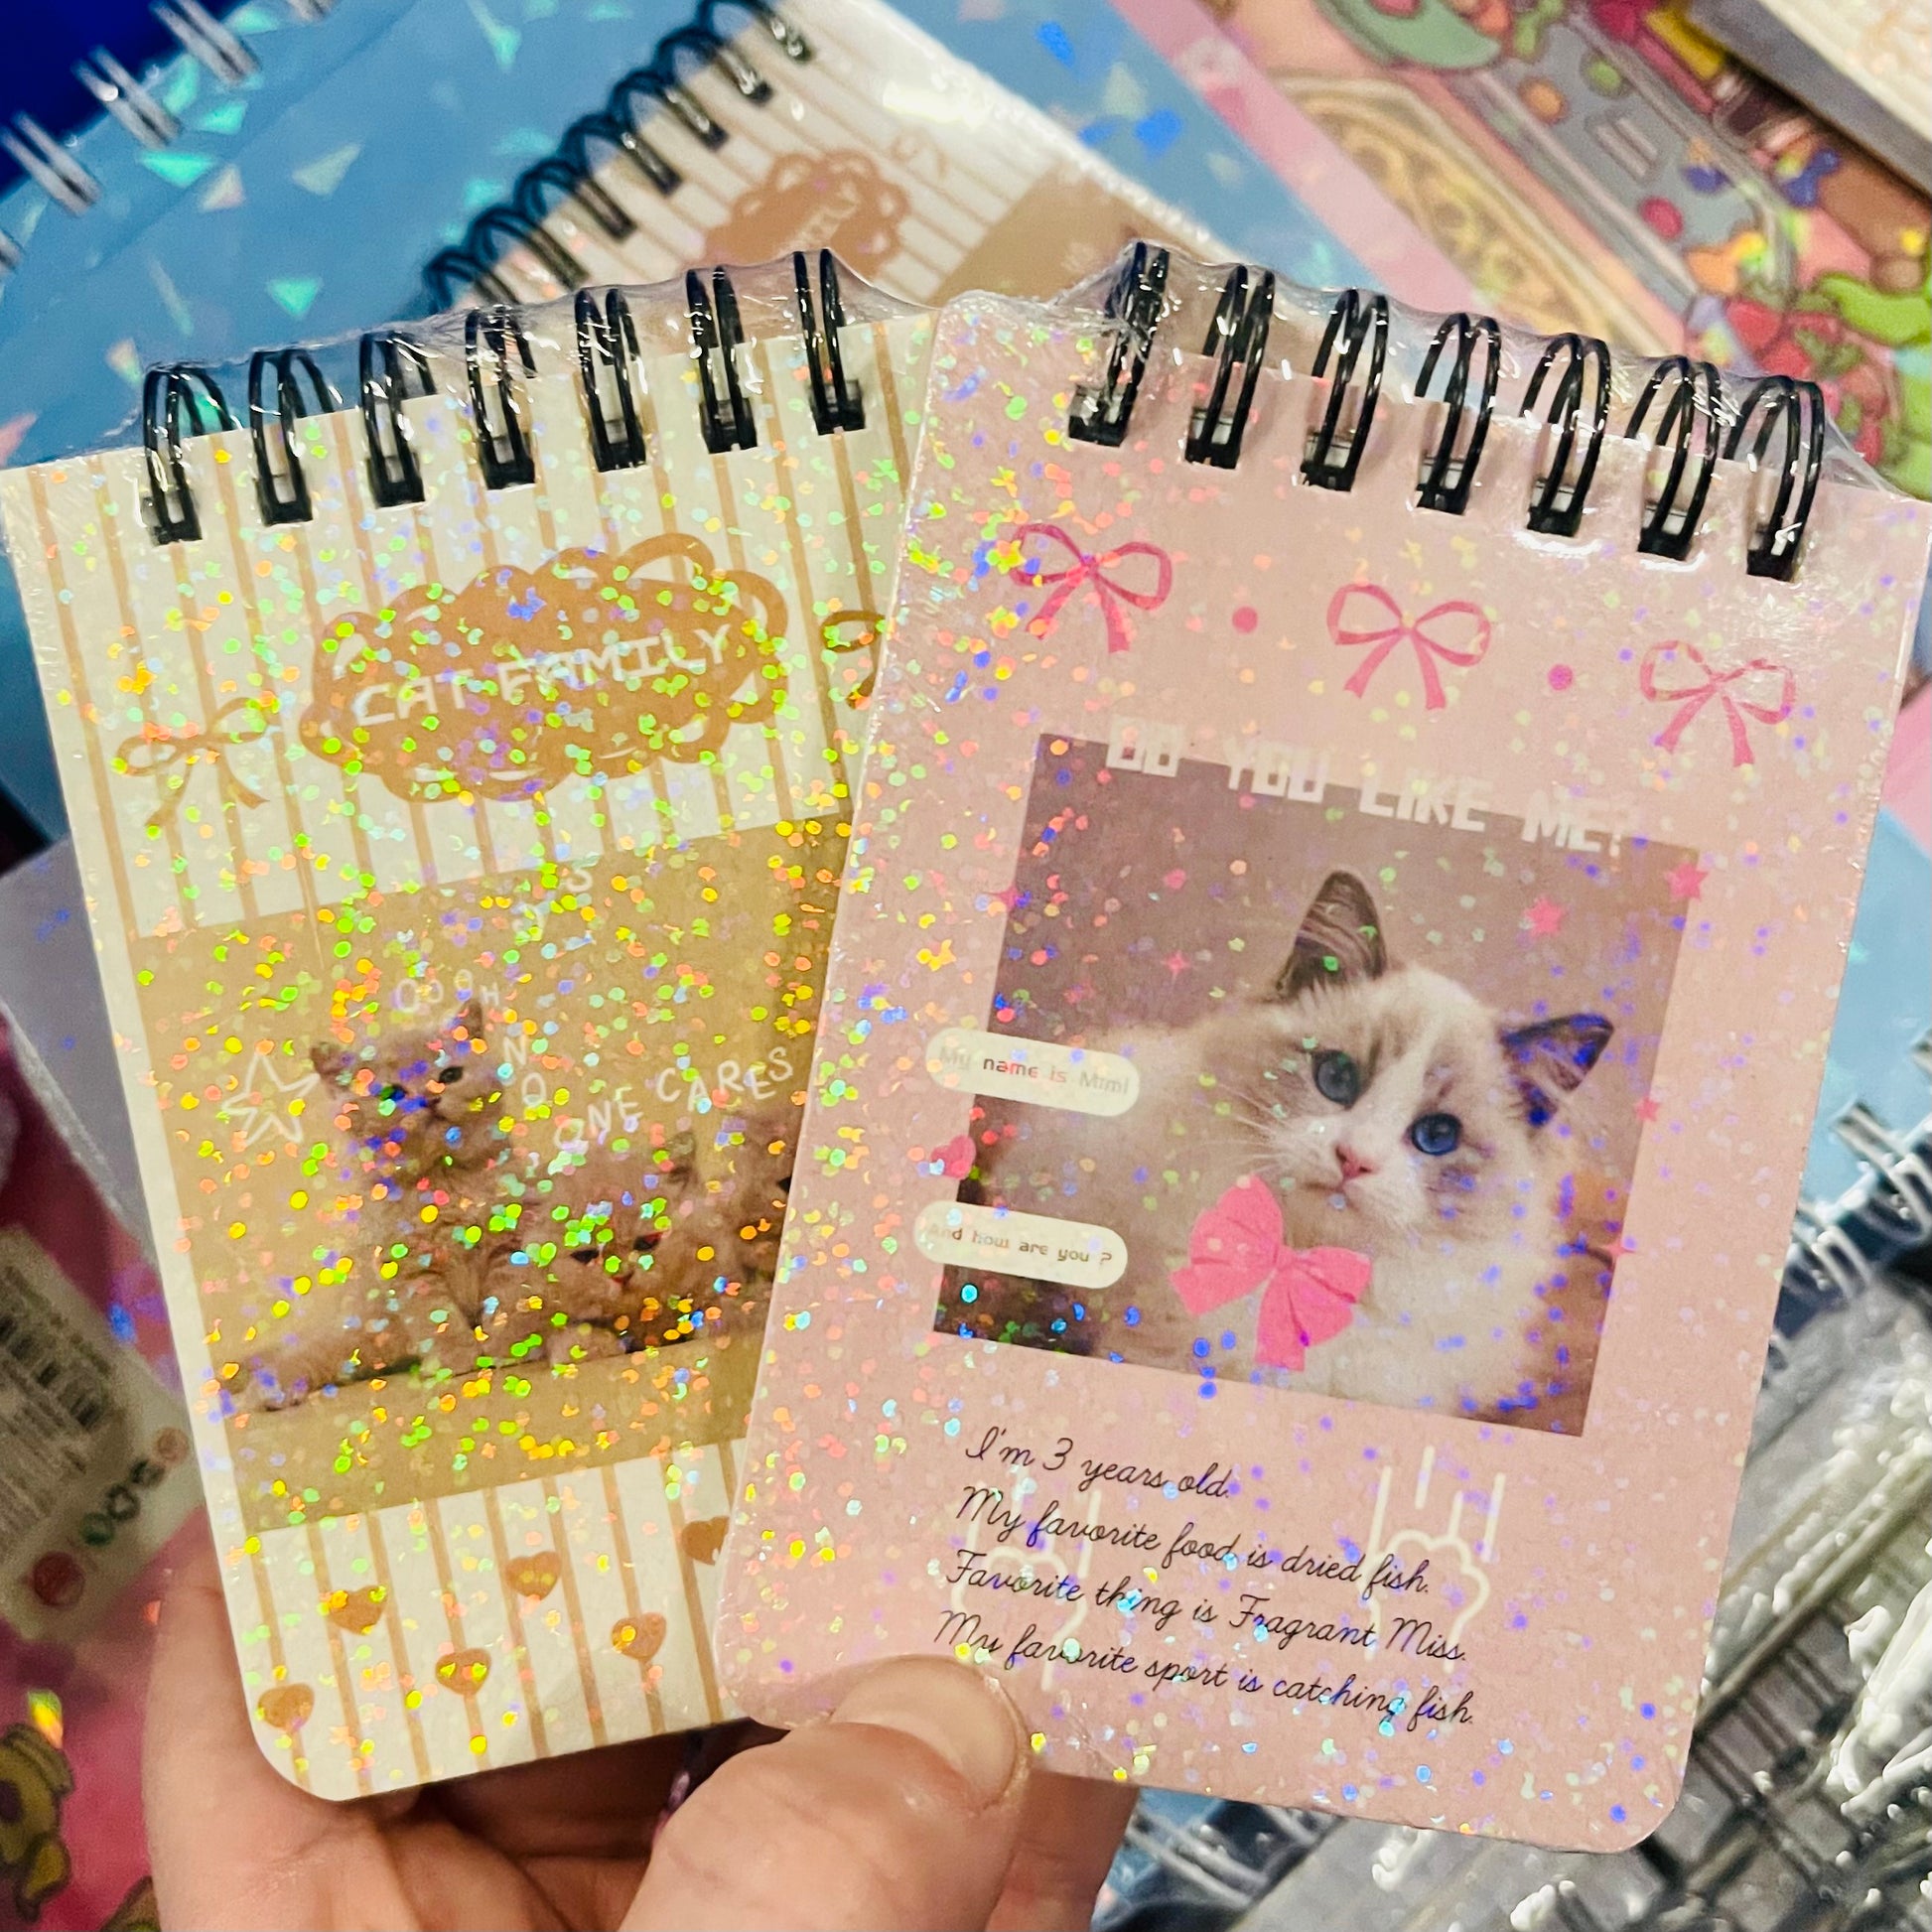 CAT FAMILY
OOOH
NO
ONE CARES
DO YOU LIKE ME?
My name is Mimi
And how are you ?
I'm 3 years old.
My favorite food is dried fish.
Favorite thing is Fragrant Miss.
My favorite sport is catching fish.